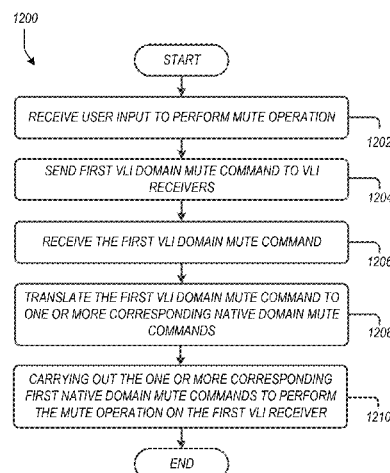 1200
START
RECEIVE USER INPUT TO PERFORM MUTE OPERATION
1202
SEND FIRST VLI DOMAIN MUTE COMMAND TO VLI
RECEIVERS
1204
RECEIVE THE FIRST VLI DOMAIN MUTE COMMAND
1206
TRANSLATE THE FIRST VLI DOMAIN MUTE COMMAND TO
ONE OR MORE CORRESPONDING NATIVE DOMAIN MUTE
COMMANDS
1208
CARRYING OUT THE ONE OR MORE CORRESPONDING
FIRST NATIVE DOMAIN MUTE COMMANDS TO PERFORM
THE MUTE OPERATION ON THE FIRST VLI RECEIVER
1210
END